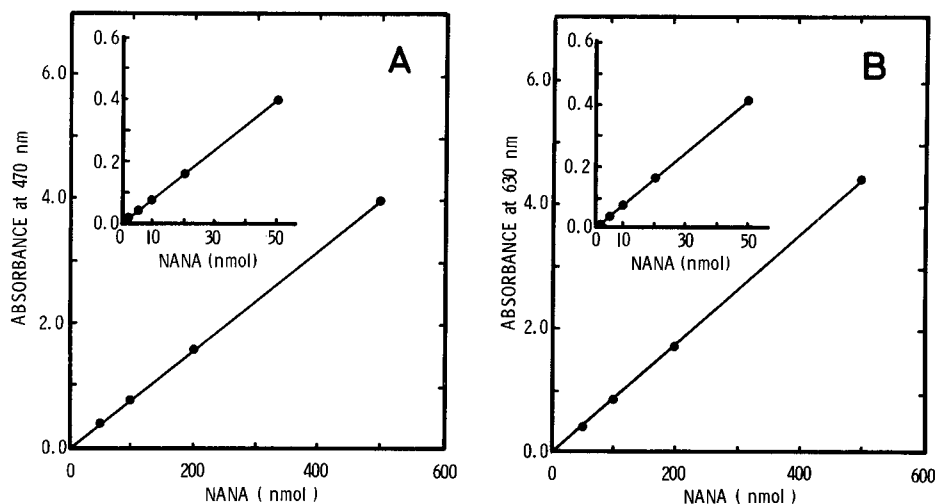 A
ABSORBANCE at 470 nm
6.0
4.0
2.0
0.0
0 200 400 600
NANA ( nmol )
0.6
0.4
0.2
0.0
0 10 30 50
NANA (nmol)
B
ABSORBANCE at 630 nm
6.0
4.0
2.0
0.0
0 200 400 600
NANA ( nmol )
0.6
0.4
0.2
0.0
0 10 30 50
NANA (nmol)